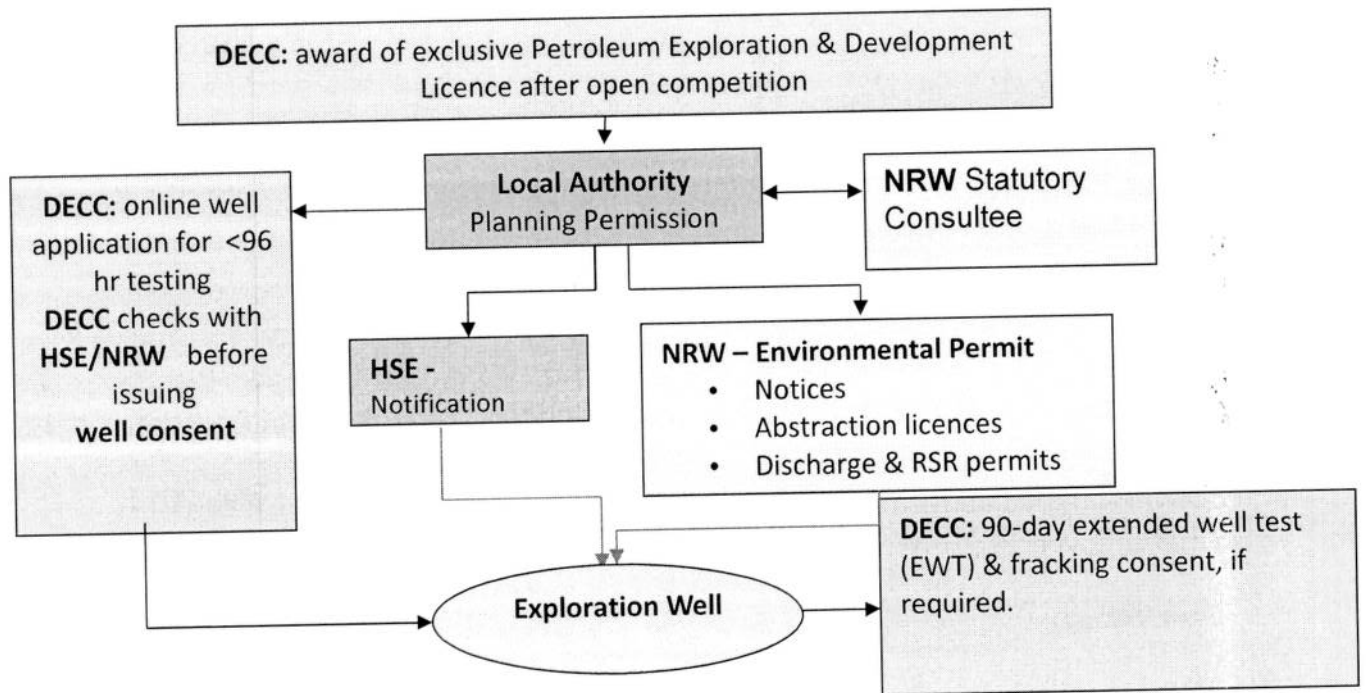 DECC: award of exclusive Petroleum Exploration & Development
Licence after open competition
Local Authority
Planning Permission
NRW Statutory
Consultee
DECC: online well
application for <96
hr testing
DECC checks with
HSE/NRW before
issuing
well consent
HSE -
Notification
NRW – Environmental Permit
• Notices
• Abstraction licences
• Discharge & RSR permits
DECC: 90-day extended well test
(EWT) & fracking consent, if
required.
Exploration Well